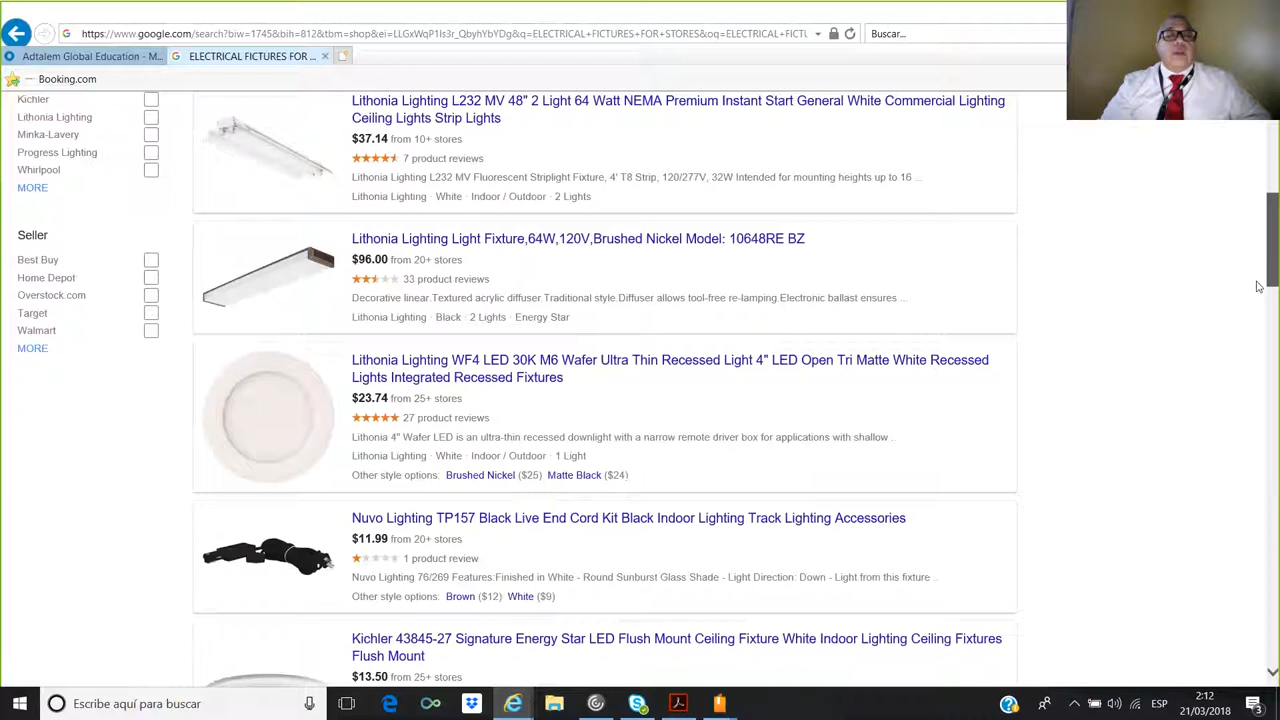 https://www.google.com/search?biw=1745&bih=812&tbm=shop&ei=LLGxWqP1Is3r_QbyhYbYDg&q=ELECTRICAL+FICTURES+FOR+STORES&oq=ELECTRICAL+FICTU
Buscar...
Adtalem Global Education - M...
ELECTRICAL FICTURES FOR ...
Booking.com
Kichler
Lithonia Lighting
Minka-Lavery
Progress Lighting
Whirlpool
MORE
Seller
Best Buy
Home Depot
Overstock.com
Target
Walmart
MORE
Lithonia Lighting L232 MV 48" 2 Light 64 Watt NEMA Premium Instant Start General White Commercial Lighting
Ceiling Lights Strip Lights
$37.14 from 10+ stores
7 product reviews
Lithonia Lighting L232 MV Fluorescent Striplight Fixture, 4' T8 Strip, 120/277V, 32W Intended for mounting heights up to 16 ...
Lithonia Lighting · White · Indoor / Outdoor · 2 Lights
Lithonia Lighting Light Fixture,64W,120V,Brushed Nickel Model: 10648RE BZ
$96.00 from 20+ stores
33 product reviews
Decorative linear.Textured acrylic diffuser.Traditional style.Diffuser allows tool-free re-lamping.Electronic ballast ensures ...
Lithonia Lighting · Black · 2 Lights · Energy Star
Lithonia Lighting WF4 LED 30K M6 Wafer Ultra Thin Recessed Light 4" LED Open Tri Matte White Recessed
Lights Integrated Recessed Fixtures
$23.74 from 25+ stores
27 product reviews
Lithonia 4" Wafer LED is an ultra-thin recessed downlight with a narrow remote driver box for applications with shallow ...
Lithonia Lighting · White · Indoor / Outdoor · 1 Light
Other style options: Brushed Nickel ($25) Matte Black ($24)
Nuvo Lighting TP157 Black Live End Cord Kit Black Indoor Lighting Track Lighting Accessories
$11.99 from 20+ stores
1 product review
Nuvo Lighting 76/269 Features:Finished in White - Round Sunburst Glass Shade - Light Direction: Down - Light from this fixture ...
Other style options: Brown ($12) White ($9)
Kichler 43845-27 Signature Energy Star LED Flush Mount Ceiling Fixture White Indoor Lighting Ceiling Fixtures
Flush Mount
$13.50 from 25+ stores
Escribe aquí para buscar
ESP
2:12
21/03/2018
3